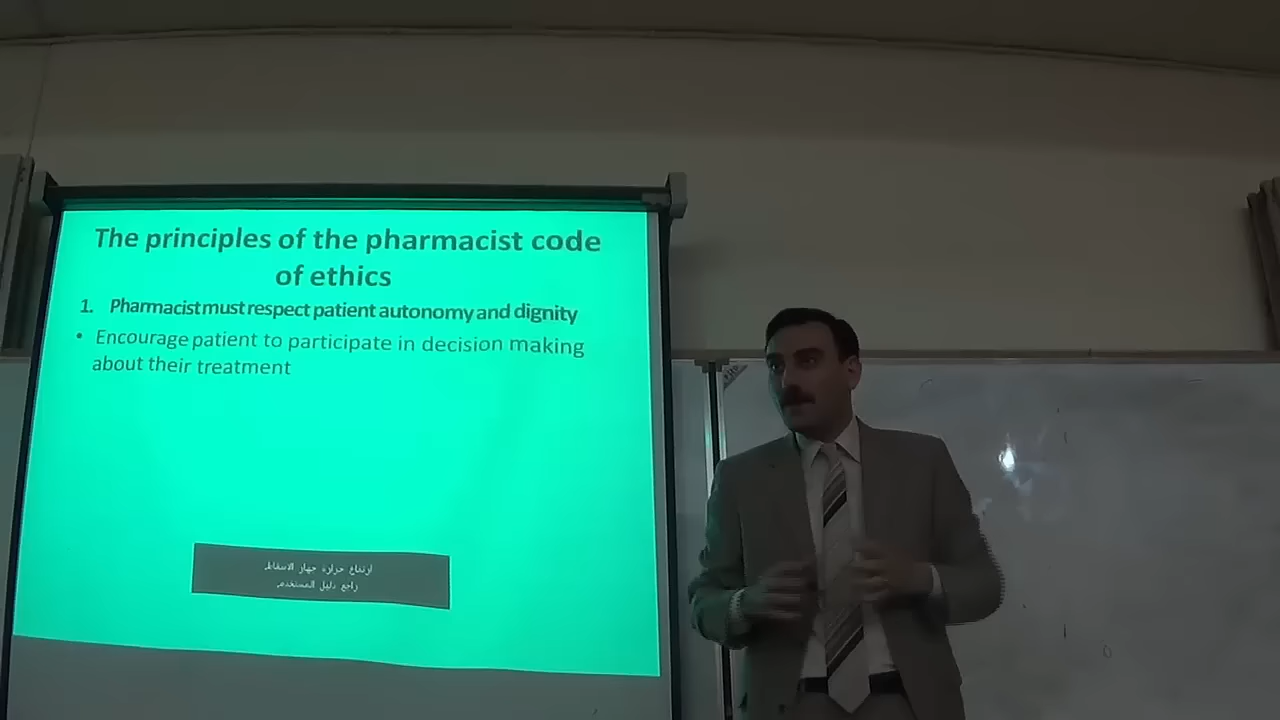 The principles of the pharmacist code
of ethics
1. Pharmacist must respect patient autonomy and dignity
• Encourage patient to participate in decision making
about their treatment
ارتفاع حرارة جهاز الاسقاط.
راجع دليل المستخدم.